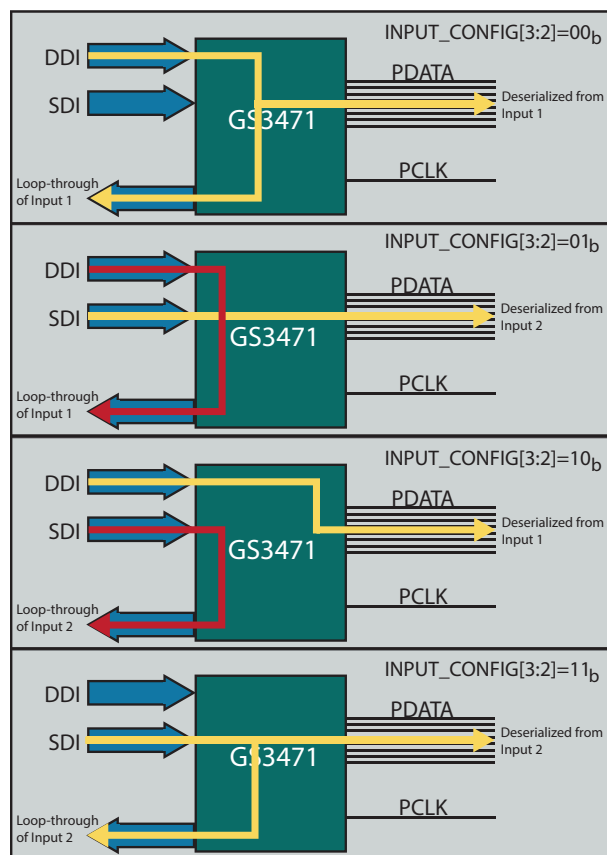 INPUT_CONFIG[3:2]=00b
DDI
PDATA
SDI
Deserialized from
Input 1
GS3471
Loop-through
of Input 1
PCLK
INPUT_CONFIG[3:2]=01b
DDI
PDATA
SDI
Deserialized from
Input 2
GS3471
Loop-through
of Input 1
PCLK
INPUT_CONFIG[3:2]=10b
DDI
PDATA
SDI
Deserialized from
Input 1
GS3471
Loop-through
of Input 2
PCLK
INPUT_CONFIG[3:2]=11b
DDI
PDATA
SDI
Deserialized from
Input 2
GS3471
Loop-through
of Input 2
PCLK